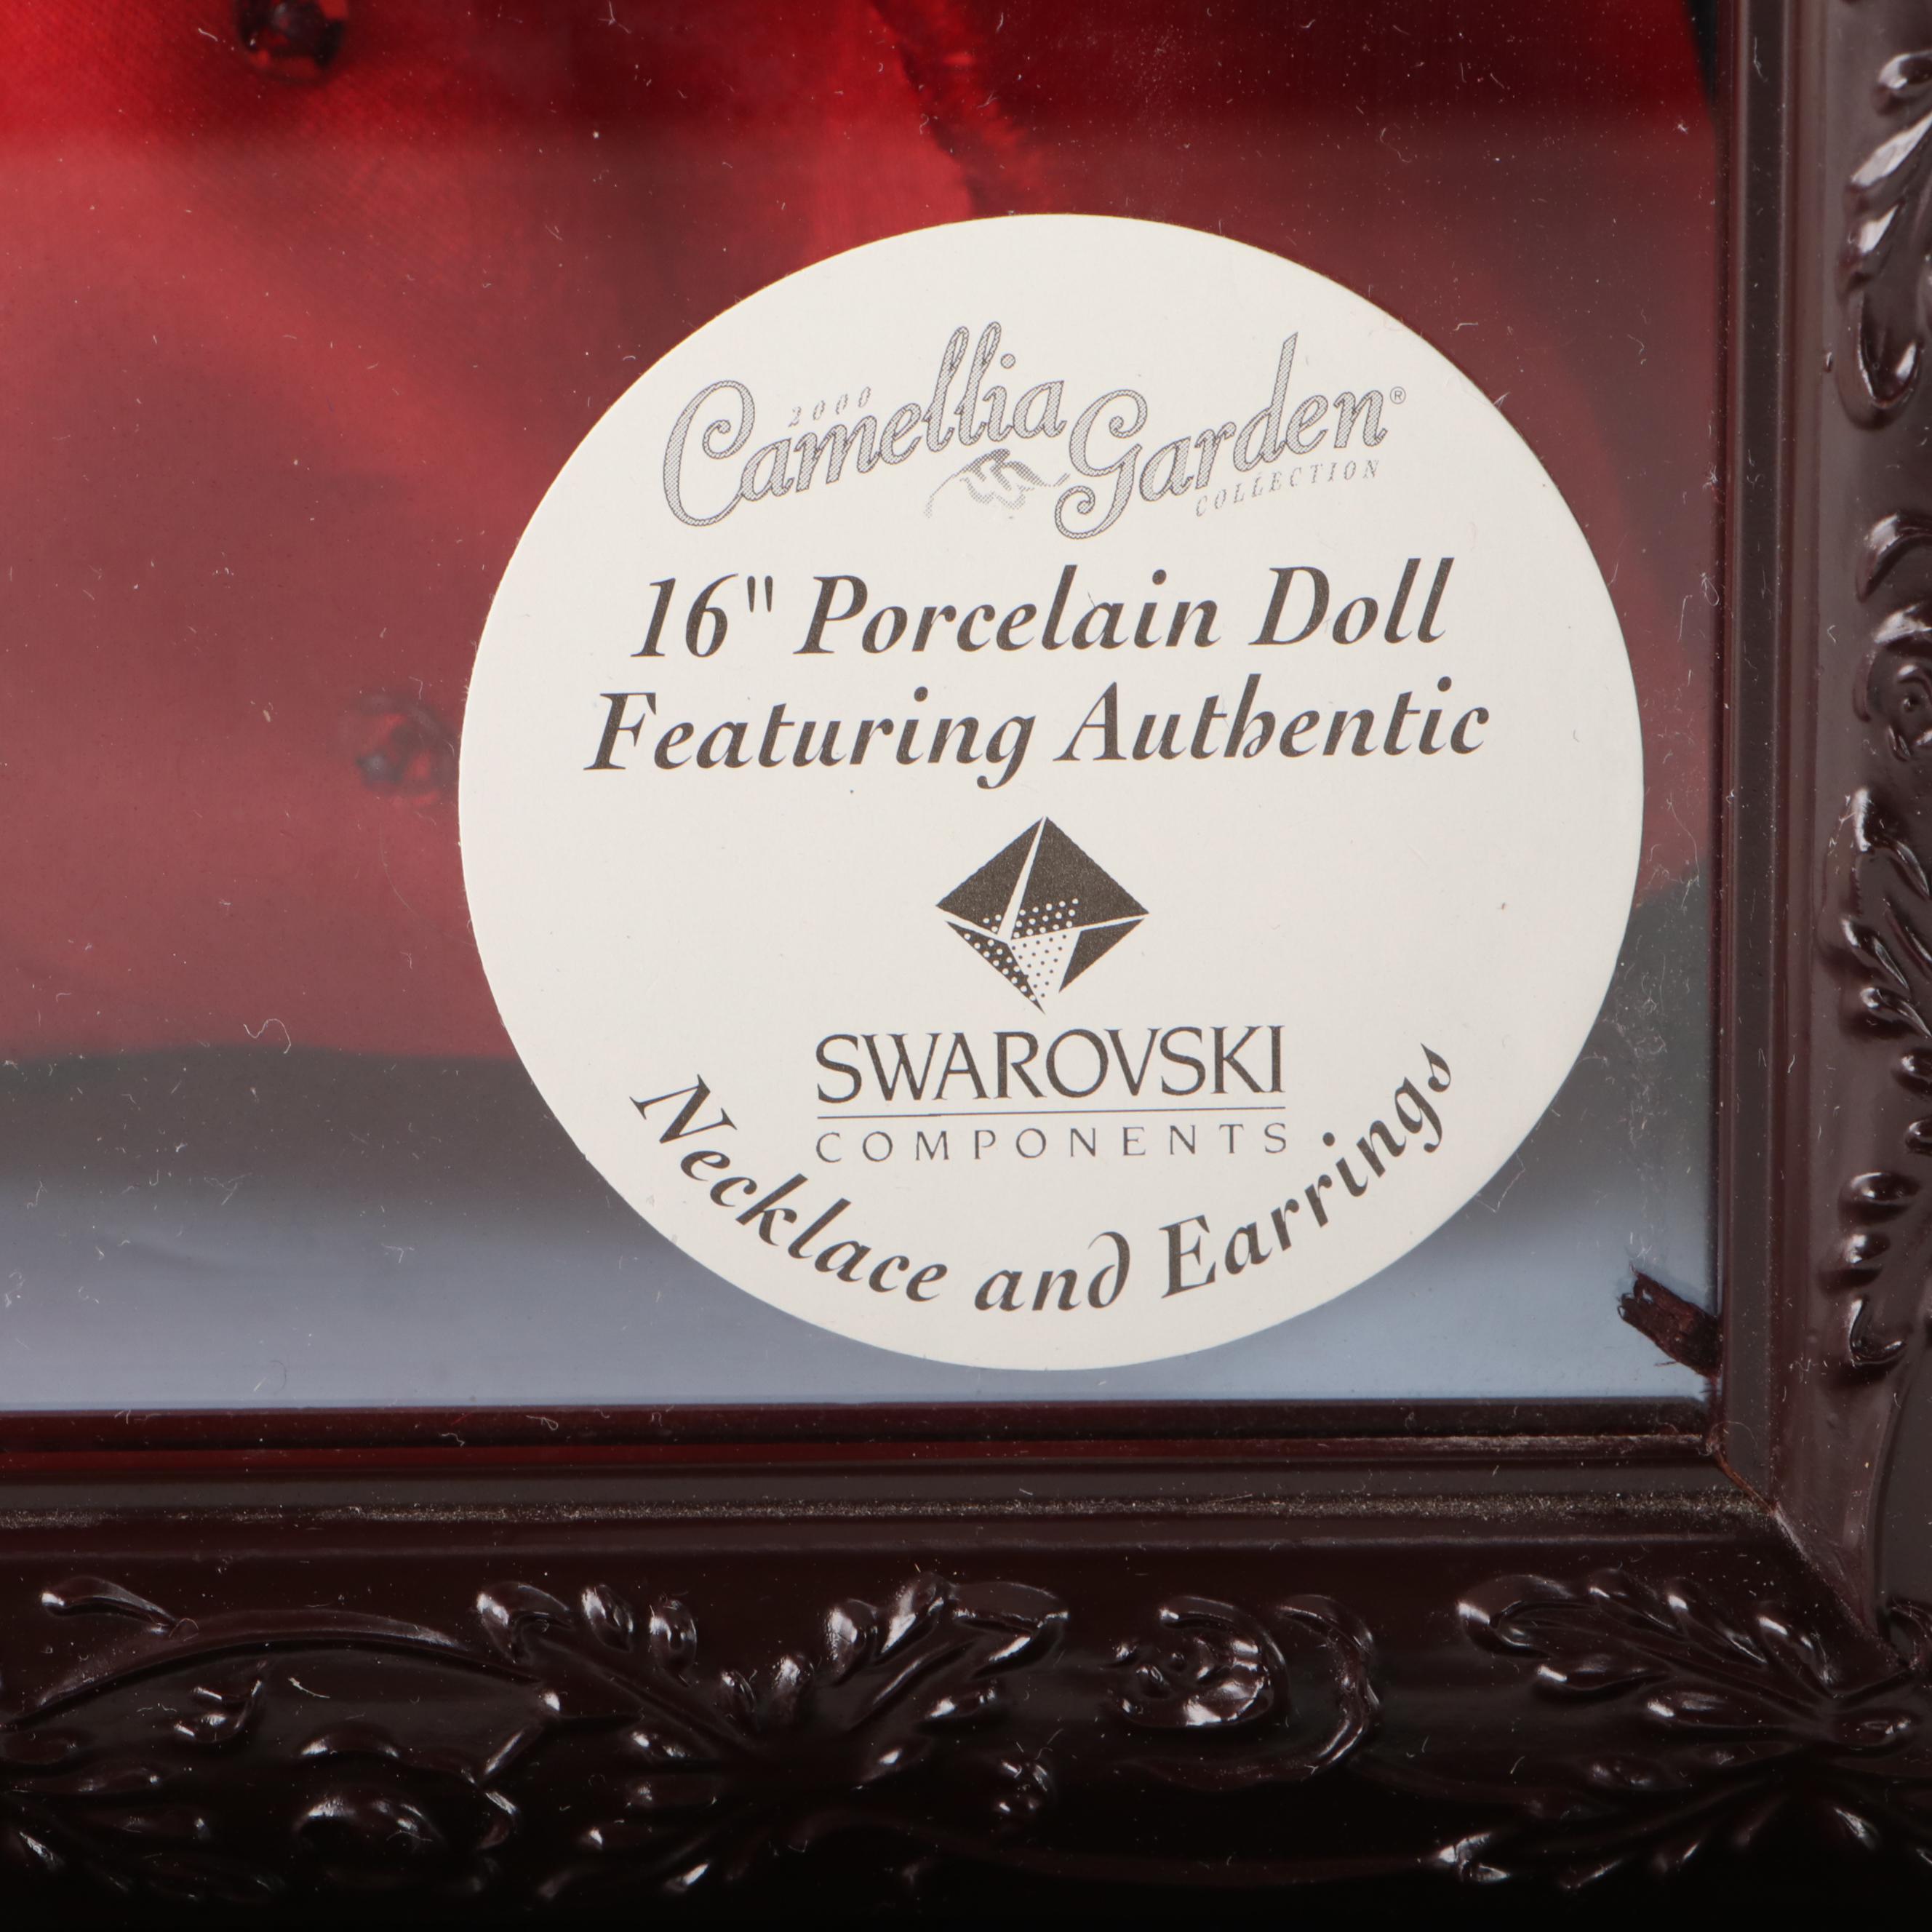 2000
Camellia Garden®
COLLECTION
16" Porcelain Doll
Featuring Authentic
SWAROVSKI
COMPONENTS
Necklace and Earrings